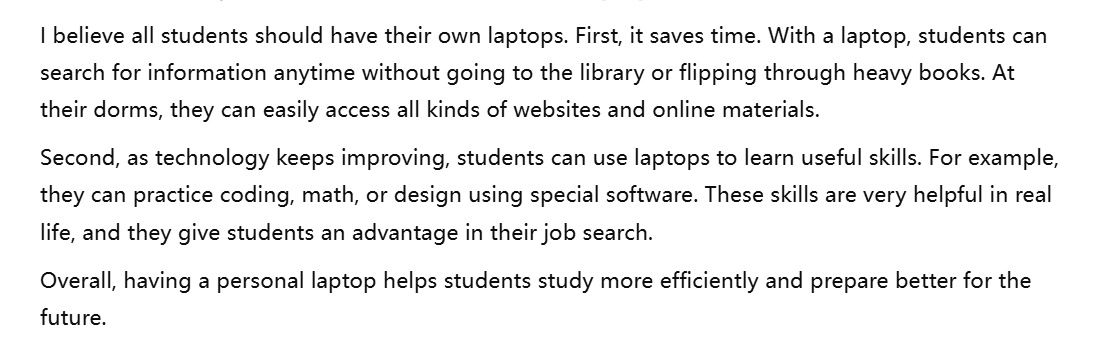 I believe all students should have their own laptops. First, it saves time. With a laptop, students can
search for information anytime without going to the library or flipping through heavy books. At
their dorms, they can easily access all kinds of websites and online materials.
Second, as technology keeps improving, students can use laptops to learn useful skills. For example,
they can practice coding, math, or design using special software. These skills are very helpful in real
life, and they give students an advantage in their job search.
Overall, having a personal laptop helps students study more efficiently and prepare better for the
future.